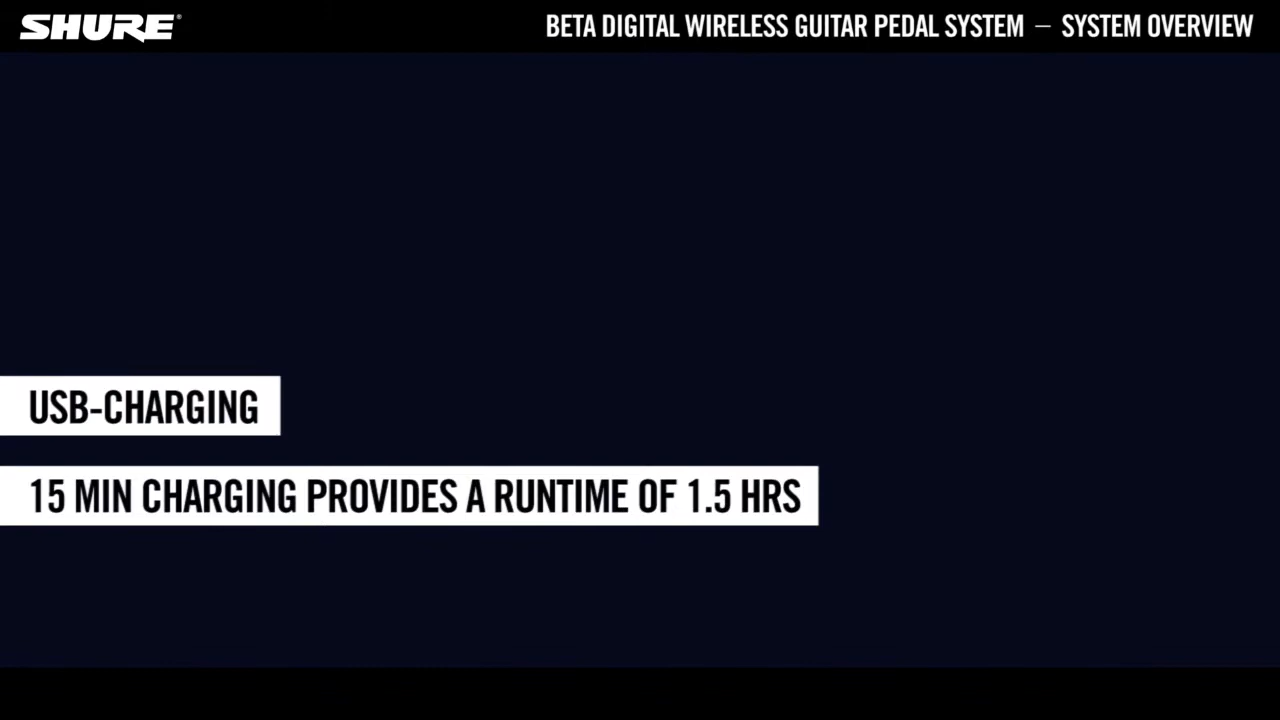 SHURE®
BETA DIGITAL WIRELESS GUITAR PEDAL SYSTEM – SYSTEM OVERVIEW
USB-CHARGING
15 MIN CHARGING PROVIDES A RUNTIME OF 1.5 HRS